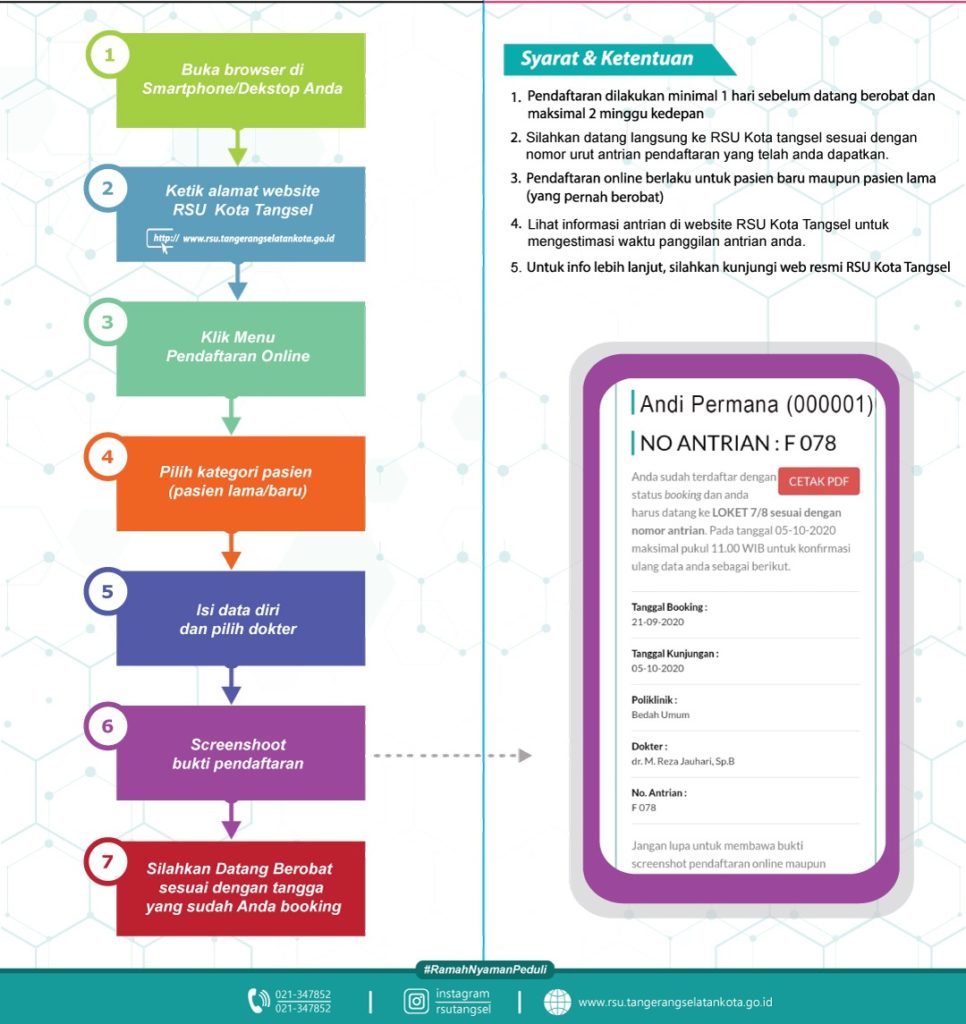 1
Buka browser di
Smartphone/Dekstop Anda
2
Ketik alamat website
RSU Kota Tangsel
http:// www.rsu.tangerangselatankota.go.id
3
Klik Menu
Pendaftaran Online
4
Pilih kategori pasien
(pasien lama/baru)
5
Isi data diri
dan pilih dokter
6
Screenshoot
bukti pendaftaran
7
Silahkan Datang Berobat
sesuai dengan tangga
yang sudah Anda booking
Syarat & Ketentuan
1. Pendaftaran dilakukan minimal 1 hari sebelum datang berobat dan
maksimal 2 minggu kedepan
2. Silahkan datang langsung ke RSU Kota tangsel sesuai dengan
nomor urut antrian pendaftaran yang telah anda dapatkan.
3. Pendaftaran online berlaku untuk pasien baru maupun pasien lama
(yang pernah berobat)
4. Lihat informasi antrian di website RSU Kota Tangsel untuk
mengestimasi waktu panggilan antrian anda.
5. Untuk info lebih lanjut, silahkan kunjungi web resmi RSU Kota Tangsel
Andi Permana (000001)
NO ANTRIAN : F 078
CETAK PDF
Anda sudah terdaftar dengan
status booking dan anda
harus datang ke LOKET 7/8 sesuai dengan
nomor antrian. Pada tanggal 05-10-2020
maksimal pukul 11.00 WIB untuk konfirmasi
ulang data anda sebagai berikut.
Tanggal Booking :
21-09-2020
Tanggal Kunjungan :
05-10-2020
Poliklinik :
Bedah Umum
Dokter :
dr. M. Reza Jauhari, Sp.B
No. Antrian :
F 078
Jangan lupa untuk membawa bukti
screenshot pendaftaran online maupun
#RamahNyamanPeduli
021-347852
021-347852
instagram
rsutangsel
www.rsu.tangerangselatankota.go.id